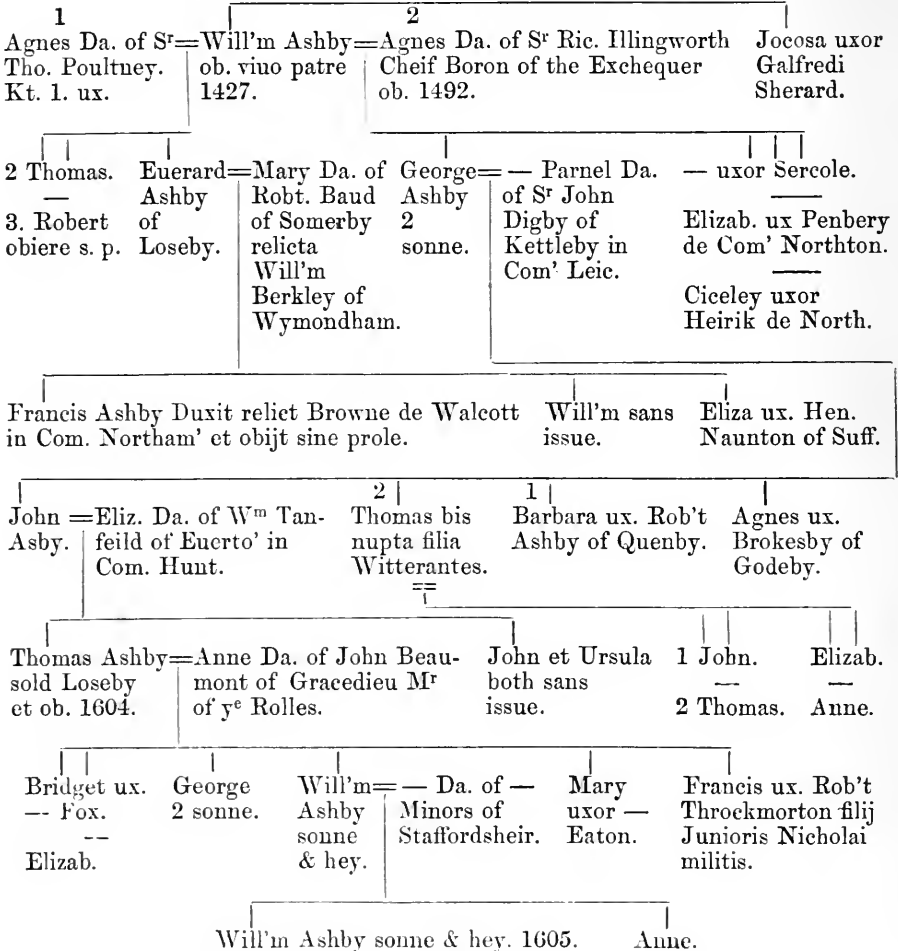 1 2
Agnes Da. of Sʳ=Will'm Ashby=Agnes Da. of Sʳ Ric. Illingworth Jocosa uxor
Tho. Poultney. ob. viuo patre Cheif Boron of the Exchequer Galfredi
Kt. 1. ux. 1427. ob. 1492. Sherard.
2 Thomas. Euerard=Mary Da. of George= — Parnel Da. — uxor Sercole.
— Ashby Robt. Baud Ashby of Sʳ John —
3. Robert of of Somerby 2 Digby of Elizab. ux Penbery
obiere s. p. Loseby. relicta sonne. Kettleby in de Com' Northton.
Will'm Com' Leic. —
Berkley of Ciceley uxor
Wymondham. Heirik de North.
Francis Ashby Duxit relict Browne de Walcott Will'm sans Eliza ux. Hen.
in Com. Northam' et obijt sine prole. issue. Naunton of Suff.
2 1
John =Eliz. Da. of Wᵐ Tan- Thomas bis Barbara ux. Rob't Agnes ux.
Asby. feild of Euerto' in nupta filia Ashby of Quenby. Brokesby of
Com. Hunt. Witterantes. Godeby.
==
Thomas Ashby=Anne Da. of John Beau- John et Ursula 1 John. Elizab.
sold Loseby mont of Gracedieu Mʳ both sans — —
et ob. 1604. of yᵉ Rolles. issue. 2 Thomas. Anne.
Bridget ux. George Will'm= — Da. of — Mary Francis ux. Rob't
— Fox. 2 sonne. Ashby Minors of uxor — Throckmorton filij
-- sonne Staffordsheir. Eaton. Junioris Nicholai
Elizab. & hey. militis.
Will'm Ashby sonne & hey. 1605. Anne.